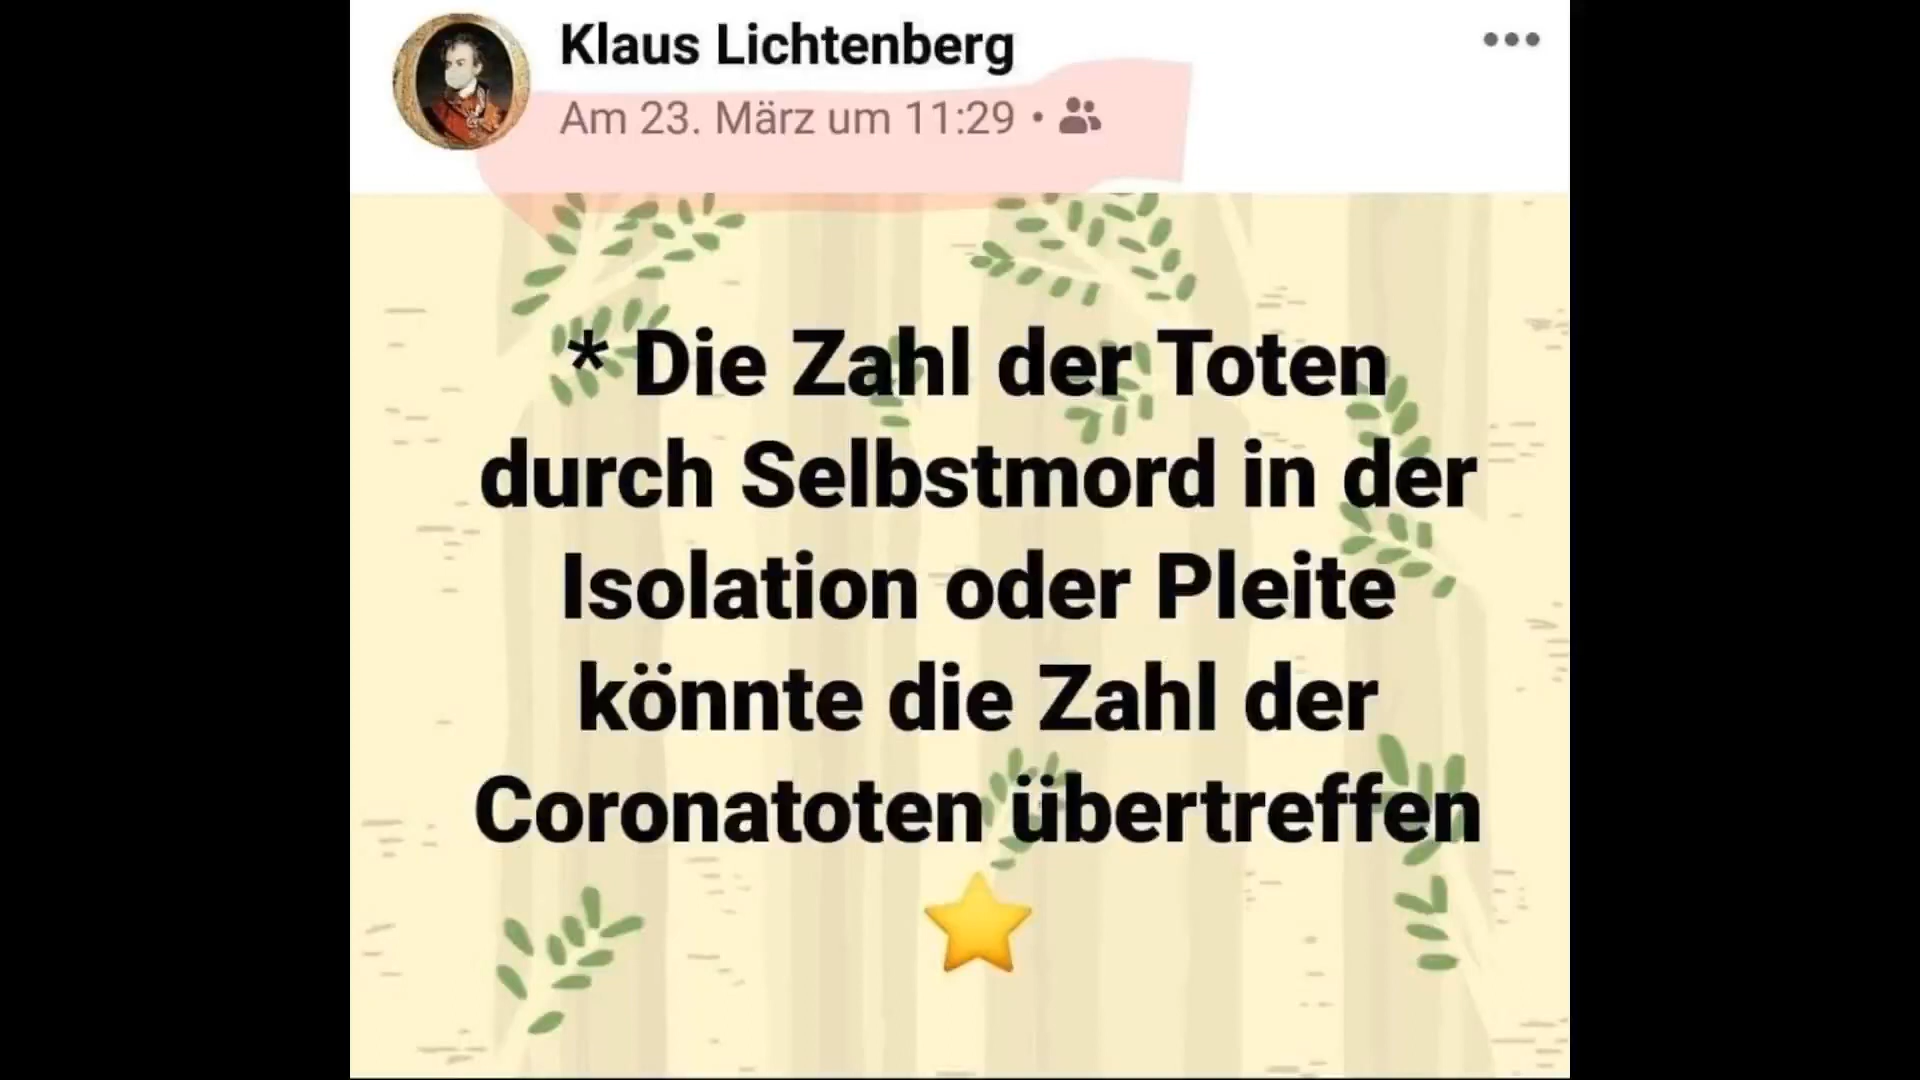 Klaus Lichtenberg
Am 23. März um 11:29 •
* Die Zahl der Toten
durch Selbstmord in der
Isolation oder Pleite
könnte die Zahl der
Coronatoten übertreffen